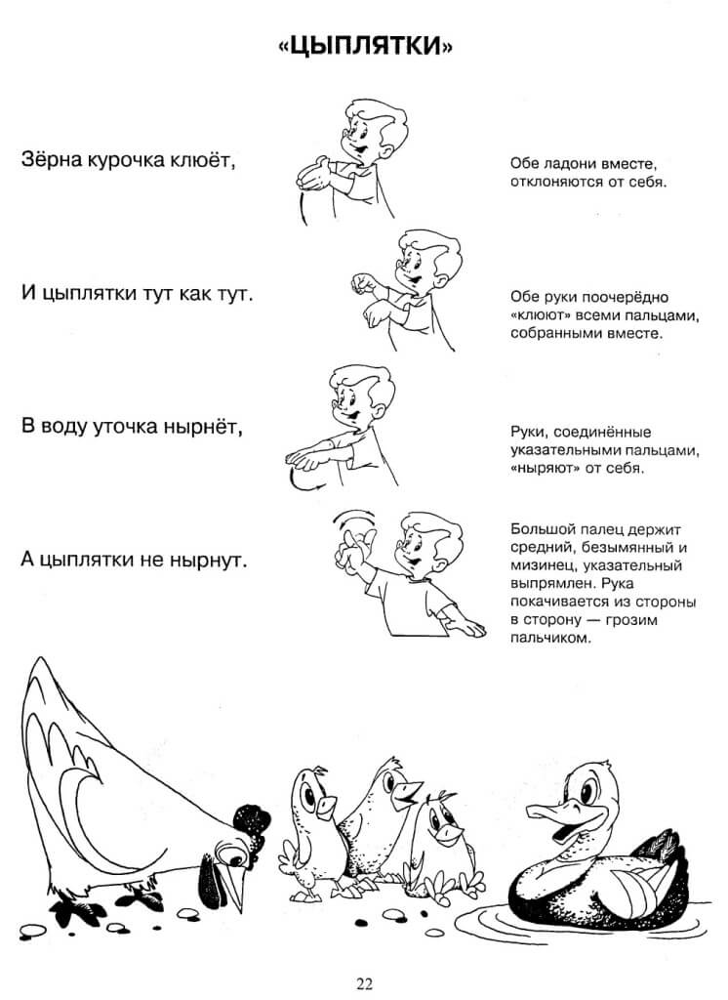 «ЦЫПЛЯТКИ»
Зёрна курочка клюёт,
Обе ладони вместе,
отклоняются от себя.
И цыплятки тут как тут.
Обе руки поочерёдно
«клюют» всеми пальцами,
собранными вместе.
В воду уточка нырнёт,
Руки, соединённые
указательными пальцами,
«ныряют» от себя.
А цыплятки не нырнут.
Большой палец держит
средний, безымянный и
мизинец, указательный
выпрямлен. Рука
покачивается из стороны
в сторону — грозим
пальчиком.
22